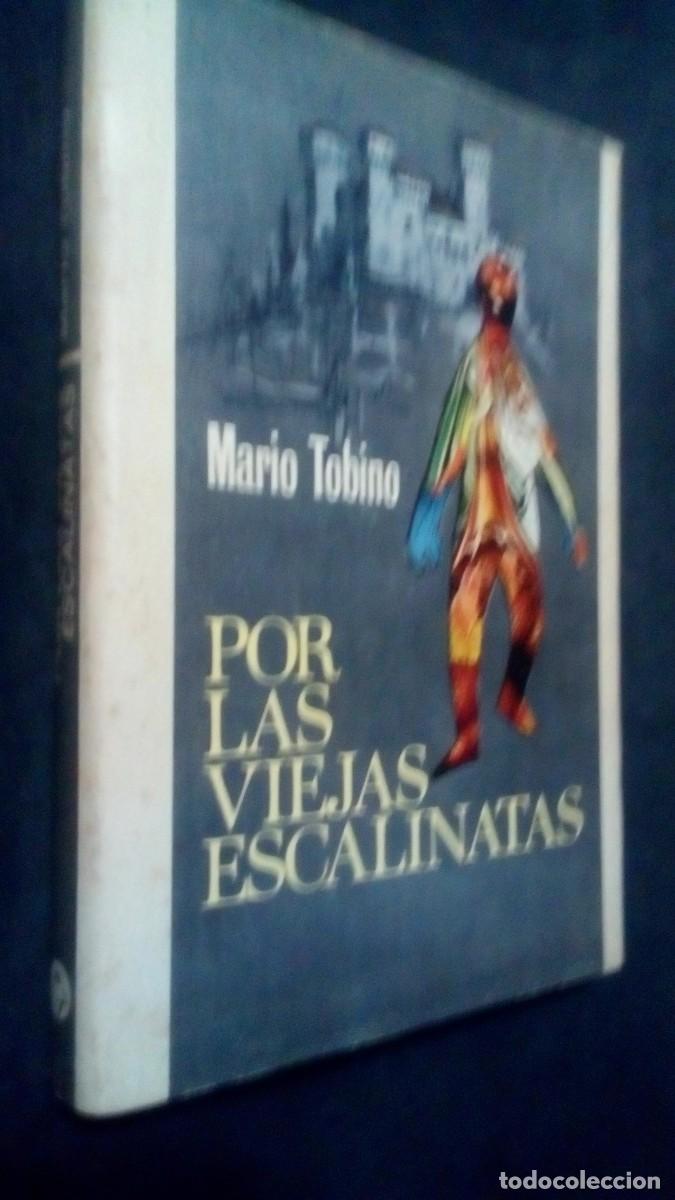 Mario Tobino
POR
LAS
VIEJAS
ESCALINATAS
ESCALINATAS
todocoleccion